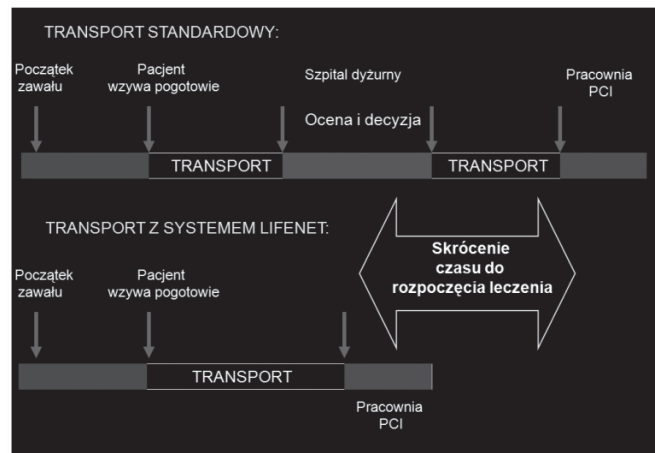 TRANSPORT STANDARDOWY:
Początek
zawału
Pacjent
wzywa pogotowie
Szpital dyżurny
Ocena i decyzja
Pracownia
PCI
TRANSPORT
TRANSPORT
TRANSPORT Z SYSTEMEM LIFENET:
Skrócenie
czasu do
rozpoczęcia leczenia
Początek
zawału
Pacjent
wzywa pogotowie
TRANSPORT
Pracownia
PCI